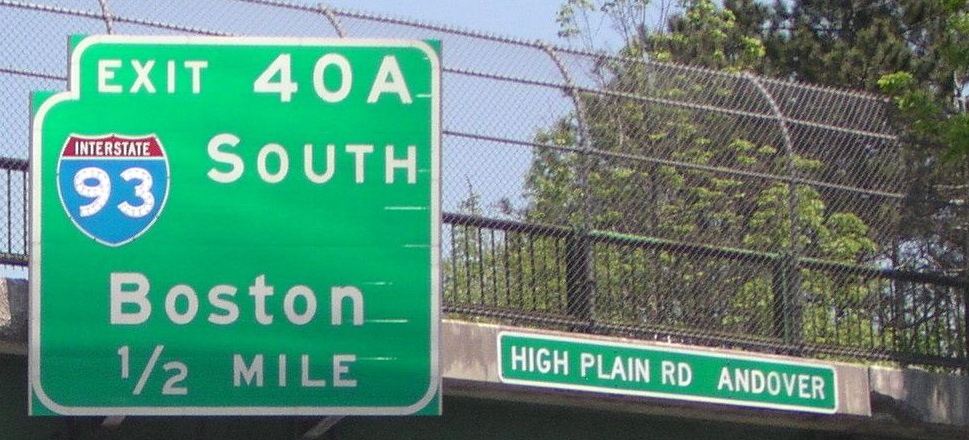 EXIT 40A
INTERSTATE
93
SOUTH
Boston
1/2 MILE
HIGH PLAIN RD ANDOVER